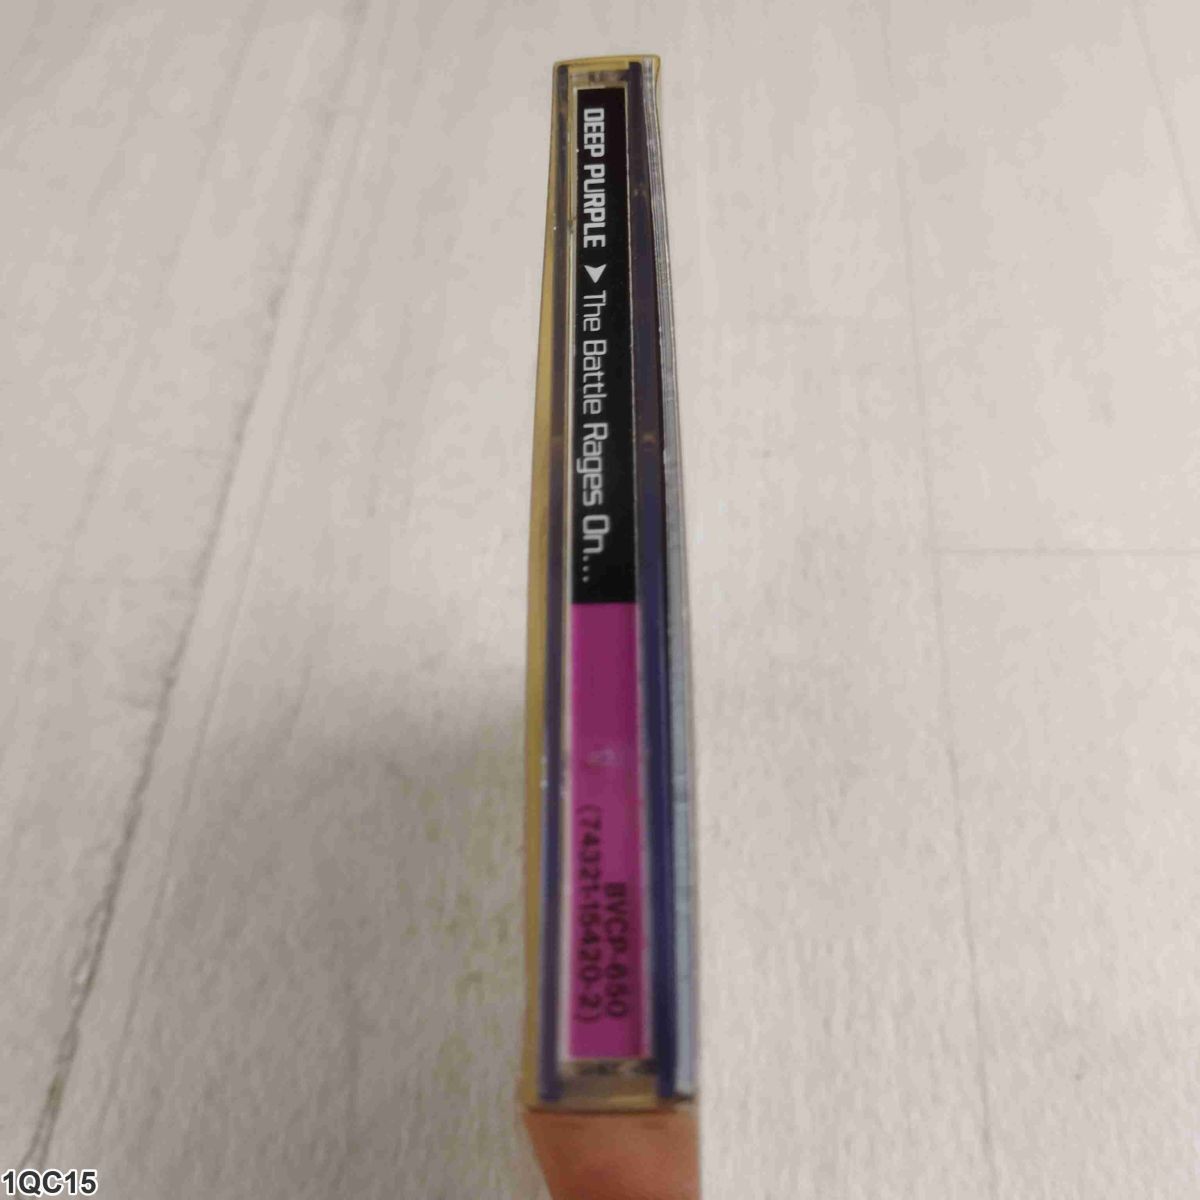 DEEP PURPLE ➤ The Battle Rages On...
BVCP-650
(74321-15420-2)
1QC15